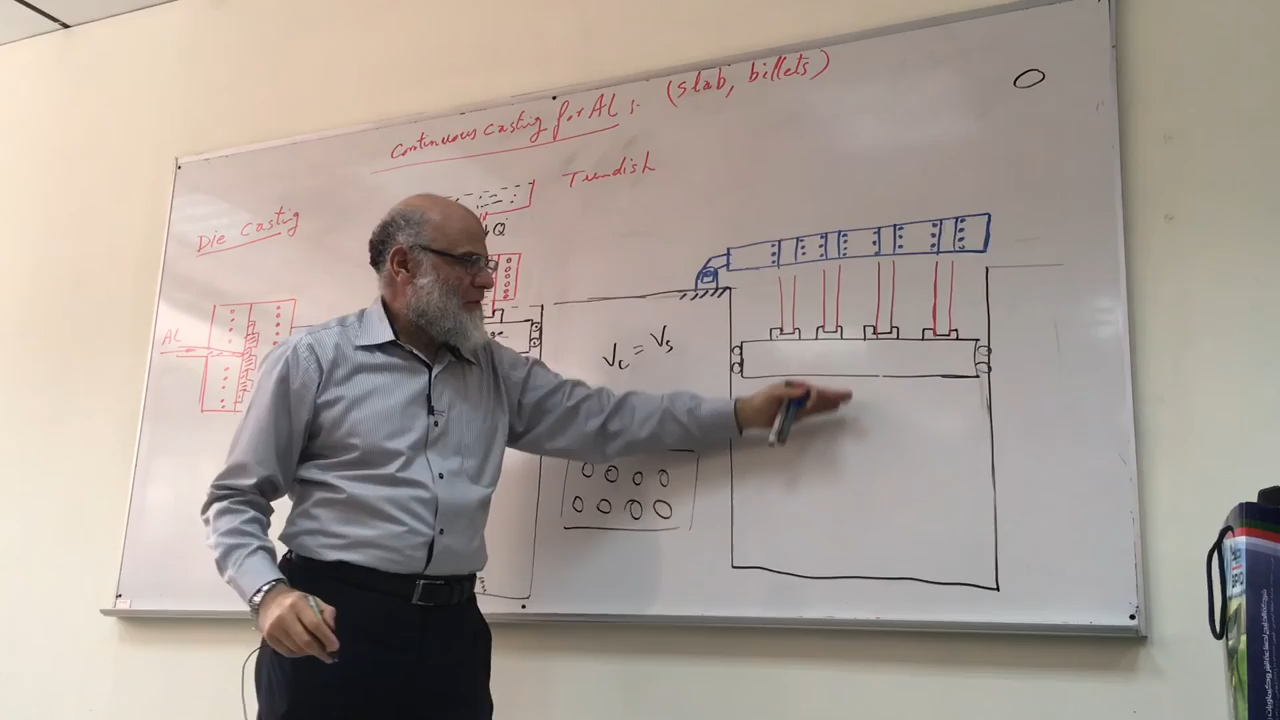 Continuous casting for AL :- (slab, billets)
Tundish
Die casting
Q
AL
Vc = Vs